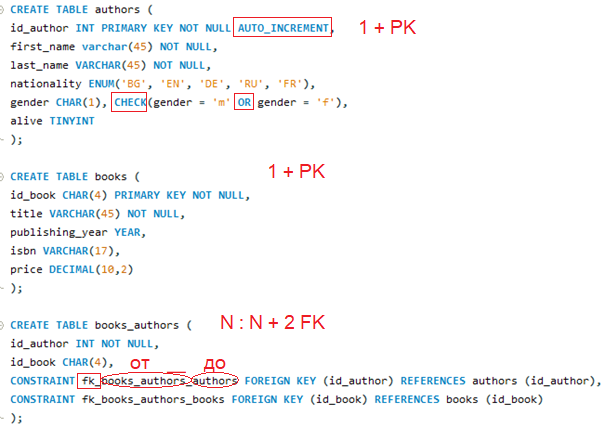 CREATE TABLE authors (
id_author INT PRIMARY KEY NOT NULL AUTO_INCREMENT, 1 + PK
first_name varchar(45) NOT NULL,
last_name VARCHAR(45) NOT NULL,
nationality ENUM('BG', 'EN', 'DE', 'RU', 'FR'),
gender CHAR(1), CHECK(gender = 'm' OR gender = 'f'),
alive TINYINT
);
CREATE TABLE books ( 1 + PK
id_book CHAR(4) PRIMARY KEY NOT NULL,
title VARCHAR(45) NOT NULL,
publishing_year YEAR,
isbn VARCHAR(17),
price DECIMAL(10,2)
);
CREATE TABLE books_authors ( N : N + 2 FK
id_author INT NOT NULL,
id_book CHAR(4), от __ до
CONSTRAINT fk_books_authors_authors FOREIGN KEY (id_author) REFERENCES authors (id_author),
CONSTRAINT fk_books_authors_books FOREIGN KEY (id_book) REFERENCES books (id_book)
);